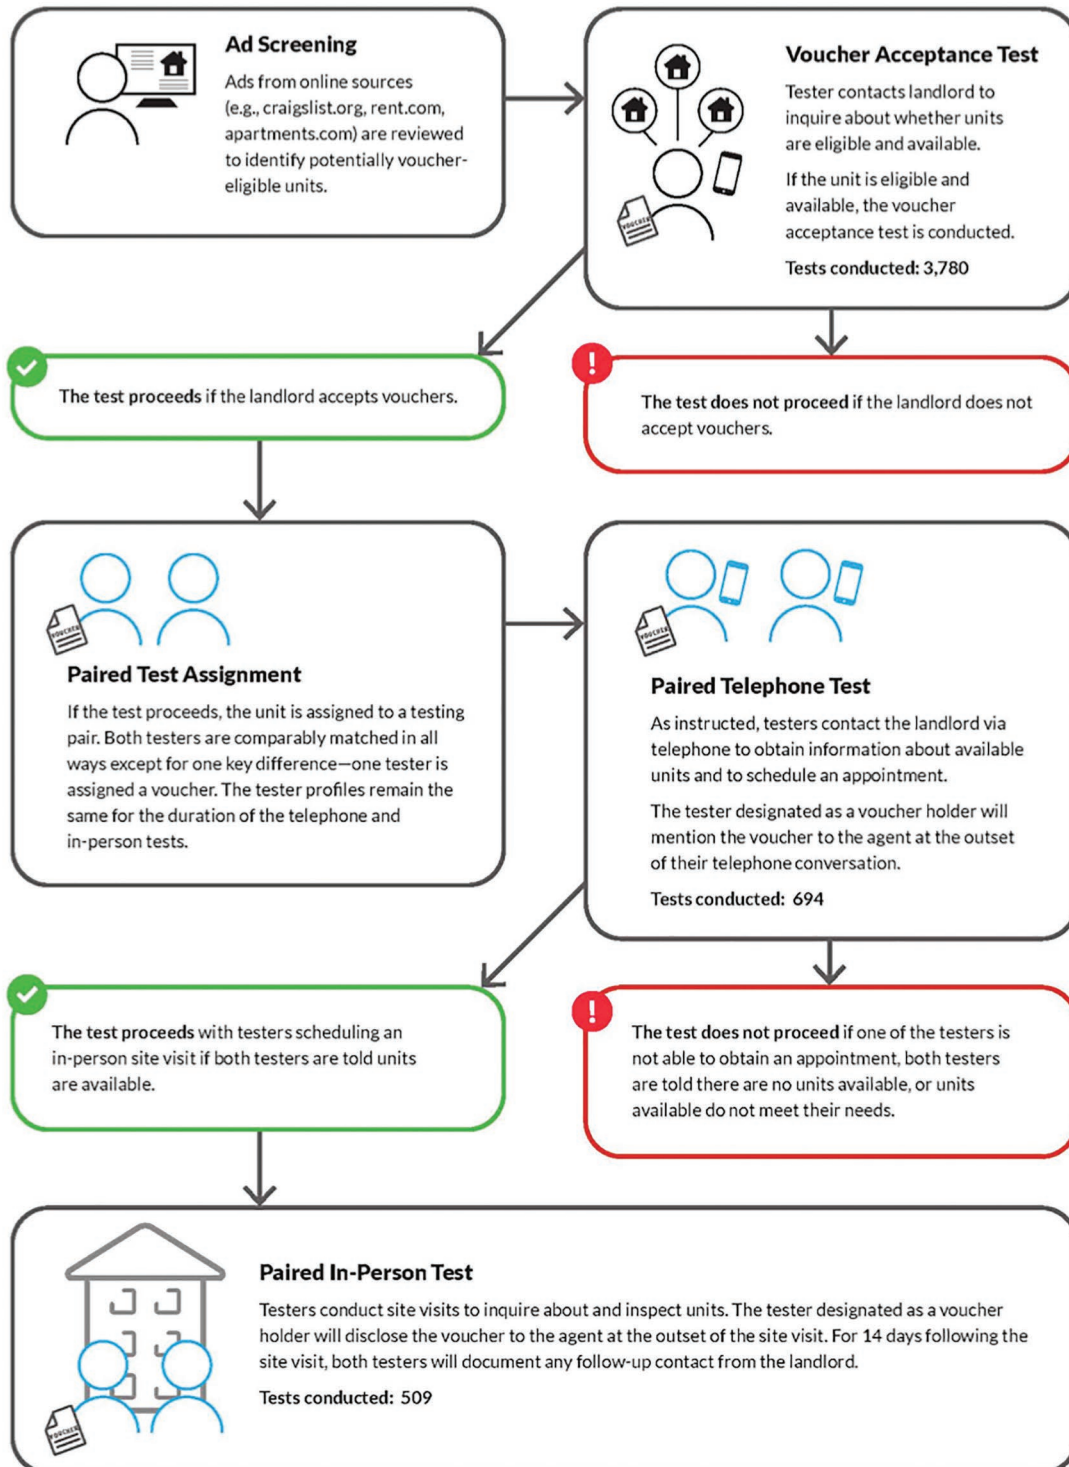 Ad Screening
Ads from online sources
(e.g., craigslist.org, rent.com,
apartments.com) are reviewed
to identify potentially voucher-
eligible units.
Voucher Acceptance Test
Tester contacts landlord to
inquire about whether units
are eligible and available.
If the unit is eligible and
available, the voucher
acceptance test is conducted.
Tests conducted: 3,780
VOUCHER
The test proceeds if the landlord accepts vouchers.
!
The test does not proceed if the landlord does not
accept vouchers.
VOUCHER
Paired Test Assignment
If the test proceeds, the unit is assigned to a testing
pair. Both testers are comparably matched in all
ways except for one key difference—one tester is
assigned a voucher. The tester profiles remain the
same for the duration of the telephone and
in-person tests.
VOUCHER
Paired Telephone Test
As instructed, testers contact the landlord via
telephone to obtain information about available
units and to schedule an appointment.
The tester designated as a voucher holder will
mention the voucher to the agent at the outset
of their telephone conversation.
Tests conducted: 694
The test proceeds with testers scheduling an
in-person site visit if both testers are told units
are available.
!
The test does not proceed if one of the testers is
not able to obtain an appointment, both testers
are told there are no units available, or units
available do not meet their needs.
Paired In-Person Test
Testers conduct site visits to inquire about and inspect units. The tester designated as a voucher
holder will disclose the voucher to the agent at the outset of the site visit. For 14 days following the
site visit, both testers will document any follow-up contact from the landlord.
Tests conducted: 509
VOUCHER